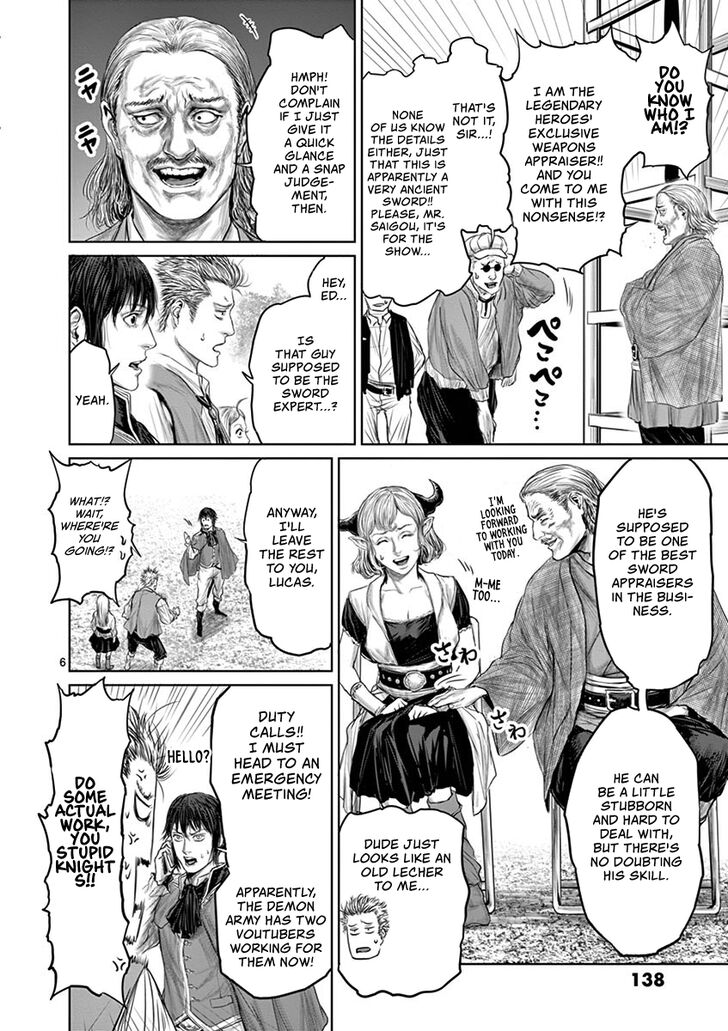 DO
YOU
KNOW
WHO I
AM!?
I AM THE
LEGENDARY
HEROES'
EXCLUSIVE
WEAPONS
APPRAISER!!
AND YOU
COME TO ME
WITH THIS
NONSENSE!?
THAT'S
NOT IT,
SIR...!
NONE
OF US KNOW
THE DETAILS
EITHER, JUST
THAT THIS IS
APPARENTLY A
VERY ANCIENT
SWORD!!
PLEASE, MR.
SAIGOU, IT'S
FOR THE
SHOW...
ぺこ
ぺこ…
HMPH!
DON'T
COMPLAIN
IF I JUST
GIVE IT
A QUICK
GLANCE
AND A SNAP
JUDGE-
MENT,
THEN.
ニヤ
ニヤ
HEY,
ED...
IS
THAT GUY
SUPPOSED
TO BE THE
SWORD
EXPERT...?
YEAH.
HE'S
SUPPOSED
TO BE ONE
OF THE BEST
SWORD
APPRAISERS
IN THE
BUSI-
NESS.
I'M
LOOKING
FORWARD
TO WORKING
WITH YOU
TODAY.
M-ME
TOO...
さわ
さわ
HE CAN
BE A LITTLE
STUBBORN
AND HARD TO
DEAL WITH,
BUT THERE'S
NO DOUBTING
HIS SKILL.
DUDE JUST
LOOKS LIKE AN
OLD LECHER
TO ME...
ANYWAY,
I'LL
LEAVE
THE REST
TO YOU,
LUCAS.
WHAT!?
WAIT,
WHERE'RE
YOU
GOING!?
6
DUTY
CALLS!!
I MUST
HEAD TO AN
EMERGENCY
MEETING!
HELLO?
APPARENTLY,
THE DEMON
ARMY HAS TWO
VOUTUBERS
WORKING FOR
THEM NOW!
DO
SOME
ACTUAL
WORK,
YOU
STUPID
KNIGHT
S!!
138